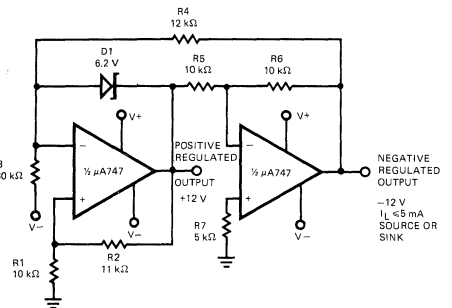 R4
12 kΩ
D1
6.2 V
R5
10 kΩ
R6
10 kΩ
V+
V+
−
½ μA747
+
POSITIVE
REGULATED
OUTPUT
+12 V
−
½ μA747
+
NEGATIVE
REGULATED
OUTPUT
−12 V
IL ≤5 mA
SOURCE OR
SINK
V−
V−
V−
R7
5 kΩ
R2
11 kΩ
R1
10 kΩ